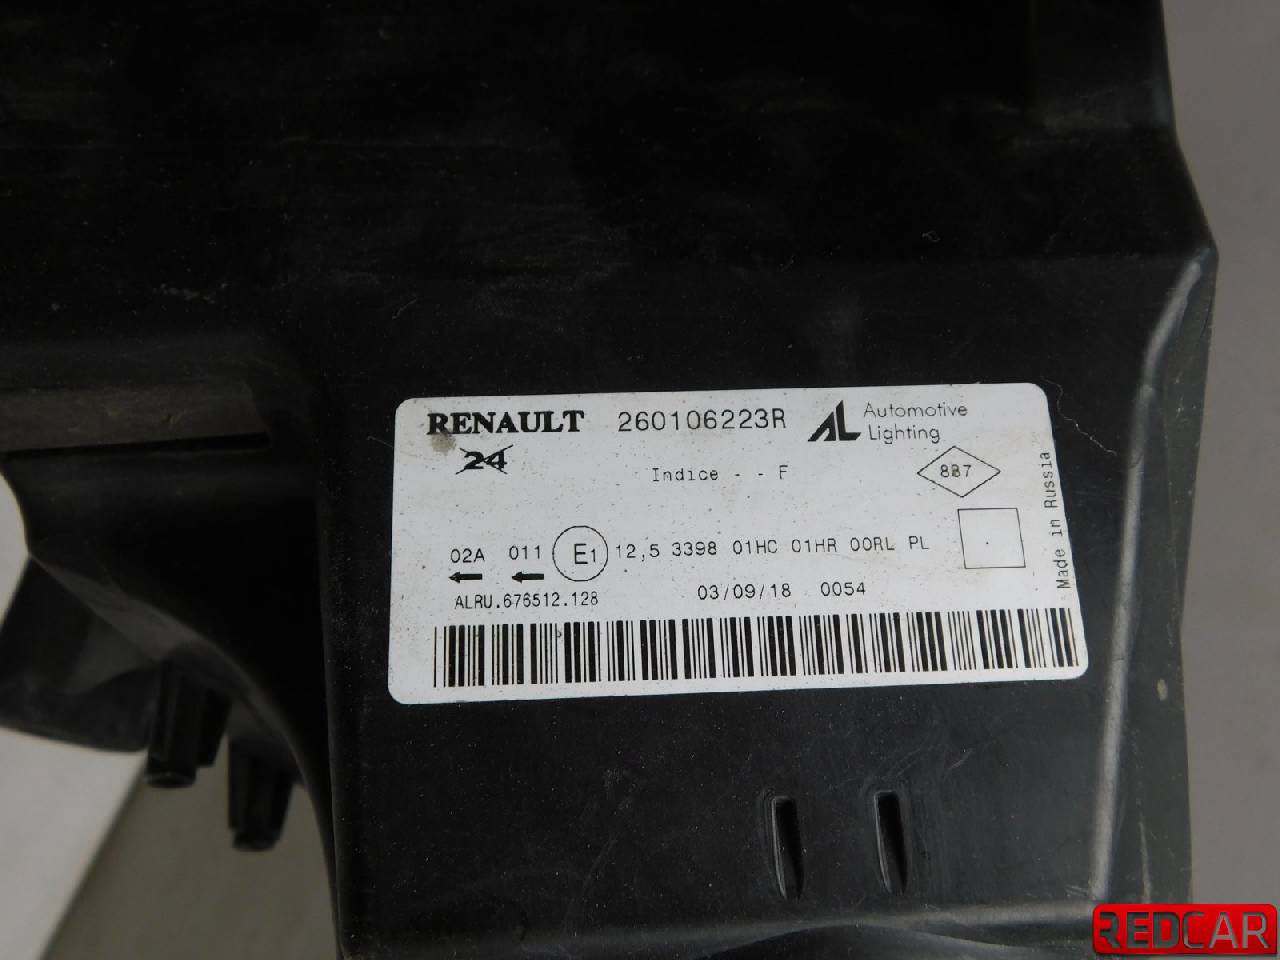 RENAULT 260106223R AL Automotive Lighting
24
Indice - - F
887
Made in Russia
02A 011 E1 12,5 3398 01HC 01HR 00RL PL
ALRU.676512.128 03/09/18 0054
REDCAR